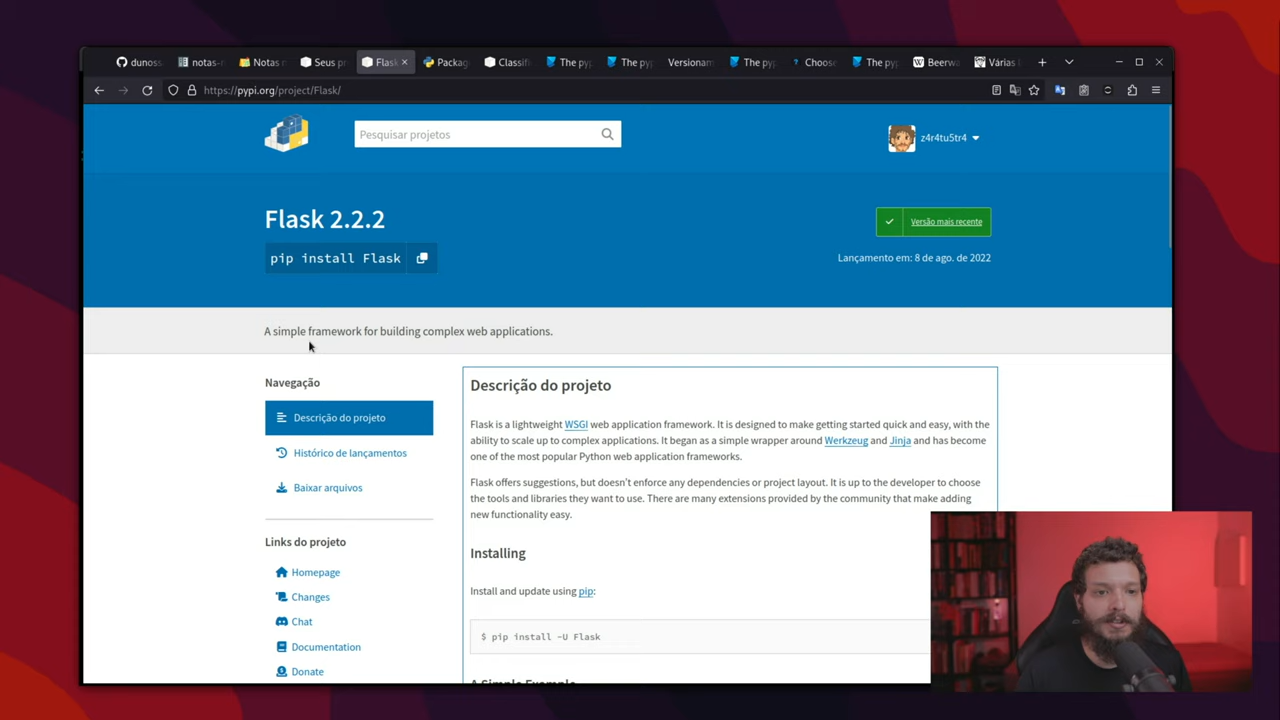 dunoss
notas-
Notas
Seus pr
Flask
Packag
Classifi
The pyp
The pyp
Versionam
The pyp
Choose
The pyp
Beerwa
Várias
https://pypi.org/project/Flask/
Pesquisar projetos
z4r4tu5tr4
Flask 2.2.2
Versão mais recente
pip install Flask
Lançamento em: 8 de ago. de 2022
A simple framework for building complex web applications.
Navegação
Descrição do projeto
Histórico de lançamentos
Baixar arquivos
Links do projeto
Homepage
Changes
Chat
Documentation
Donate
Descrição do projeto
Flask is a lightweight WSGI web application framework. It is designed to make getting started quick and easy, with the
ability to scale up to complex applications. It began as a simple wrapper around Werkzeug and Jinja and has become
one of the most popular Python web application frameworks.
Flask offers suggestions, but doesn't enforce any dependencies or project layout. It is up to the developer to choose
the tools and libraries they want to use. There are many extensions provided by the community that make adding
new functionality easy.
Installing
Install and update using pip:
$ pip install -U Flask
A Simple Example